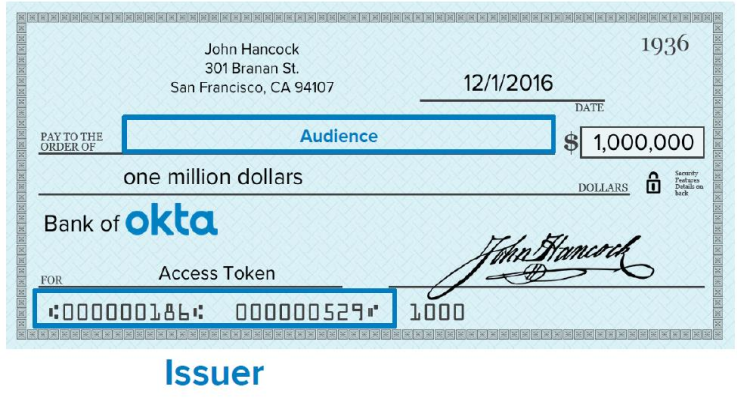 John Hancock
301 Branan St.
San Francisco, CA 94107
1936
12/1/2016
DATE
PAY TO THE
ORDER OF
Audience
$ 1,000,000
one million dollars
DOLLARS
Security
Features
Details on
back
Bank of okta
John Hancock
FOR
Access Token
⑆000000186⑆ 000000529⑈ 1000
Issuer